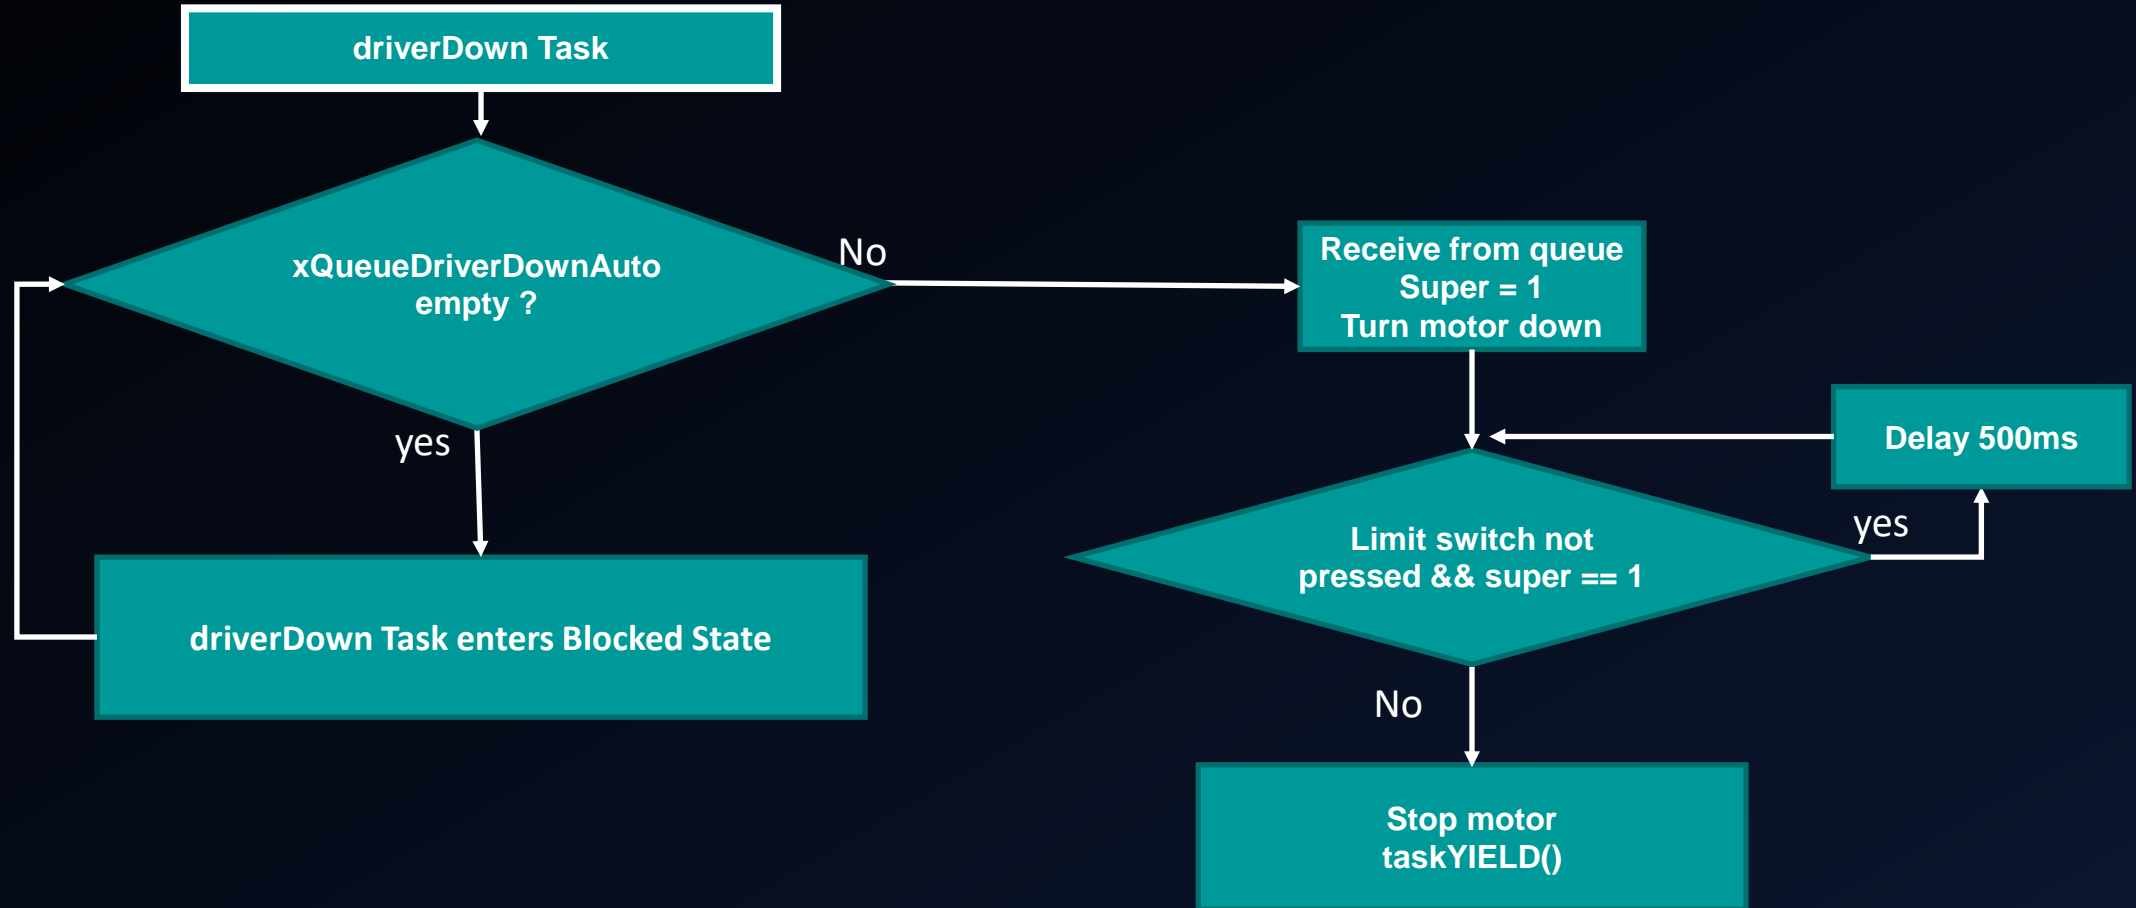 driverDown Task
xQueueDriverDownAuto
empty ?
No
yes
driverDown Task enters Blocked State
Receive from queue
Super = 1
Turn motor down
Delay 500ms
Limit switch not
pressed && super == 1
yes
No
Stop motor
taskYIELD()